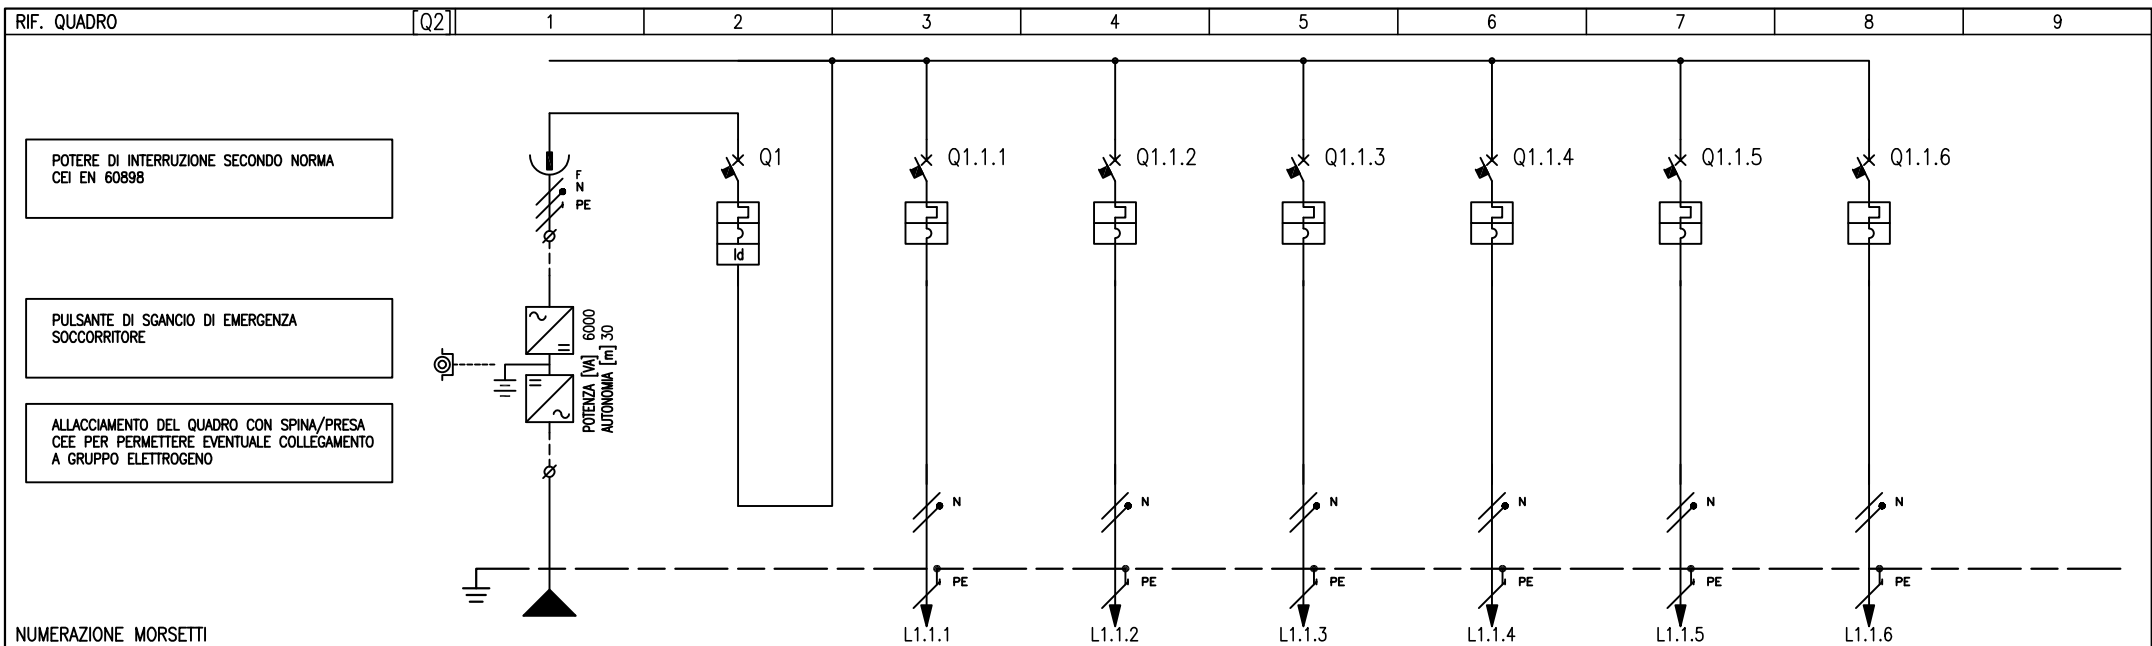 RIF. QUADRO [Q2] 1 2 3 4 5 6 7 8 9
POTERE DI INTERRUZIONE SECONDO NORMA
CEI EN 60898
PULSANTE DI SGANCIO DI EMERGENZA
SOCCORRITORE
ALLACCIAMENTO DEL QUADRO CON SPINA/PRESA
CEE PER PERMETTERE EVENTUALE COLLEGAMENTO
A GRUPPO ELETTROGENO
F
N
PE
POTENZA [VA] 6000
AUTONOMIA [m] 30
Q1 Q1.1.1 Q1.1.2 Q1.1.3 Q1.1.4 Q1.1.5 Q1.1.6
Id
N N N N N N
PE PE PE PE PE PE
NUMERAZIONE MORSETTI L1.1.1 L1.1.2 L1.1.3 L1.1.4 L1.1.5 L1.1.6